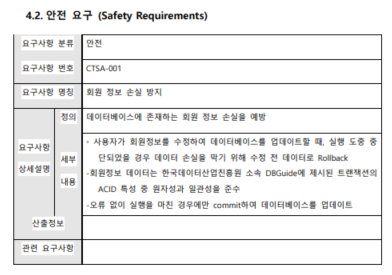 4.2. 안전 요구 (Safety Requirements)
요구사항 분류 안전
요구사항 번호 CTSA-001
요구사항 명칭 회원 정보 손실 방지
요구사항 상세설명 정의 데이터베이스에 존재하는 회원 정보 손실을 예방
세부 내용 - 사용자가 회원정보를 수정하여 데이터베이스를 업데이트할 때, 실행 도중 중
단되었을 경우 데이터 손실을 막기 위해 수정 전 데이터로 Rollback
-회원정보 데이터는 한국데이터산업진흥원 소속 DBGuide에 제시된 트랜잭션의
ACID 특성 중 원자성과 일관성을 준수
-오류 없이 실행을 마친 경우에만 commit하여 데이터베이스를 업데이트
산출정보
관련 요구사항